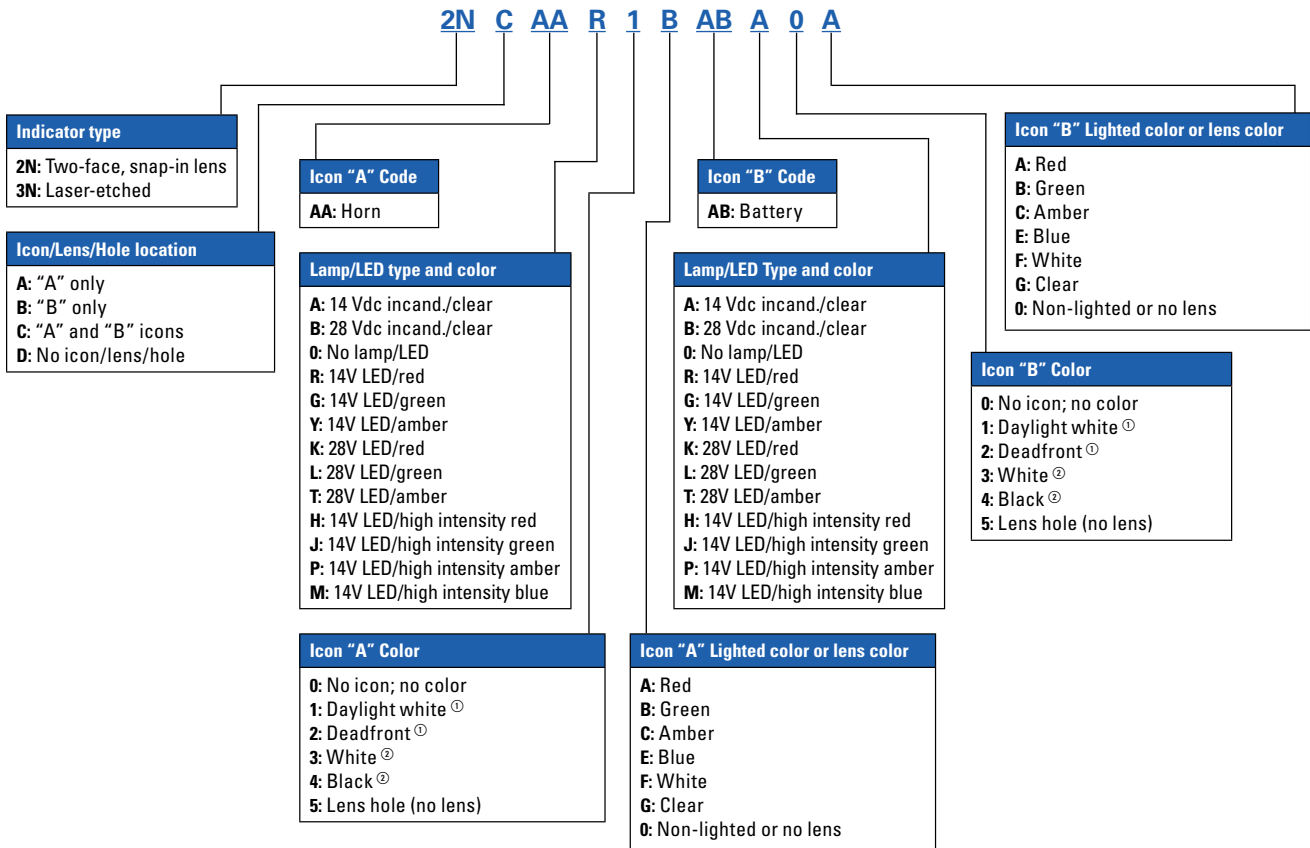 2N C AA R 1 B AB A 0 A
Indicator type
2N: Two-face, snap-in lens
3N: Laser-etched
Icon/Lens/Hole location
A: “A” only
B: “B” only
C: “A” and “B” icons
D: No icon/lens/hole
Icon “A” Code
AA: Horn
Lamp/LED type and color
A: 14 Vdc incand./clear
B: 28 Vdc incand./clear
0: No lamp/LED
R: 14V LED/red
G: 14V LED/green
Y: 14V LED/amber
K: 28V LED/red
L: 28V LED/green
T: 28V LED/amber
H: 14V LED/high intensity red
J: 14V LED/high intensity green
P: 14V LED/high intensity amber
M: 14V LED/high intensity blue
Icon “A” Color
0: No icon; no color
1: Daylight white ①
2: Deadfront ①
3: White ②
4: Black ②
5: Lens hole (no lens)
Icon “A” Lighted color or lens color
A: Red
B: Green
C: Amber
E: Blue
F: White
G: Clear
0: Non-lighted or no lens
Icon “B” Code
AB: Battery
Lamp/LED Type and color
A: 14 Vdc incand./clear
B: 28 Vdc incand./clear
0: No lamp/LED
R: 14V LED/red
G: 14V LED/green
Y: 14V LED/amber
K: 28V LED/red
L: 28V LED/green
T: 28V LED/amber
H: 14V LED/high intensity red
J: 14V LED/high intensity green
P: 14V LED/high intensity amber
M: 14V LED/high intensity blue
Icon “B” Color
0: No icon; no color
1: Daylight white ①
2: Deadfront ①
3: White ②
4: Black ②
5: Lens hole (no lens)
Icon “B” Lighted color or lens color
A: Red
B: Green
C: Amber
E: Blue
F: White
G: Clear
0: Non-lighted or no lens